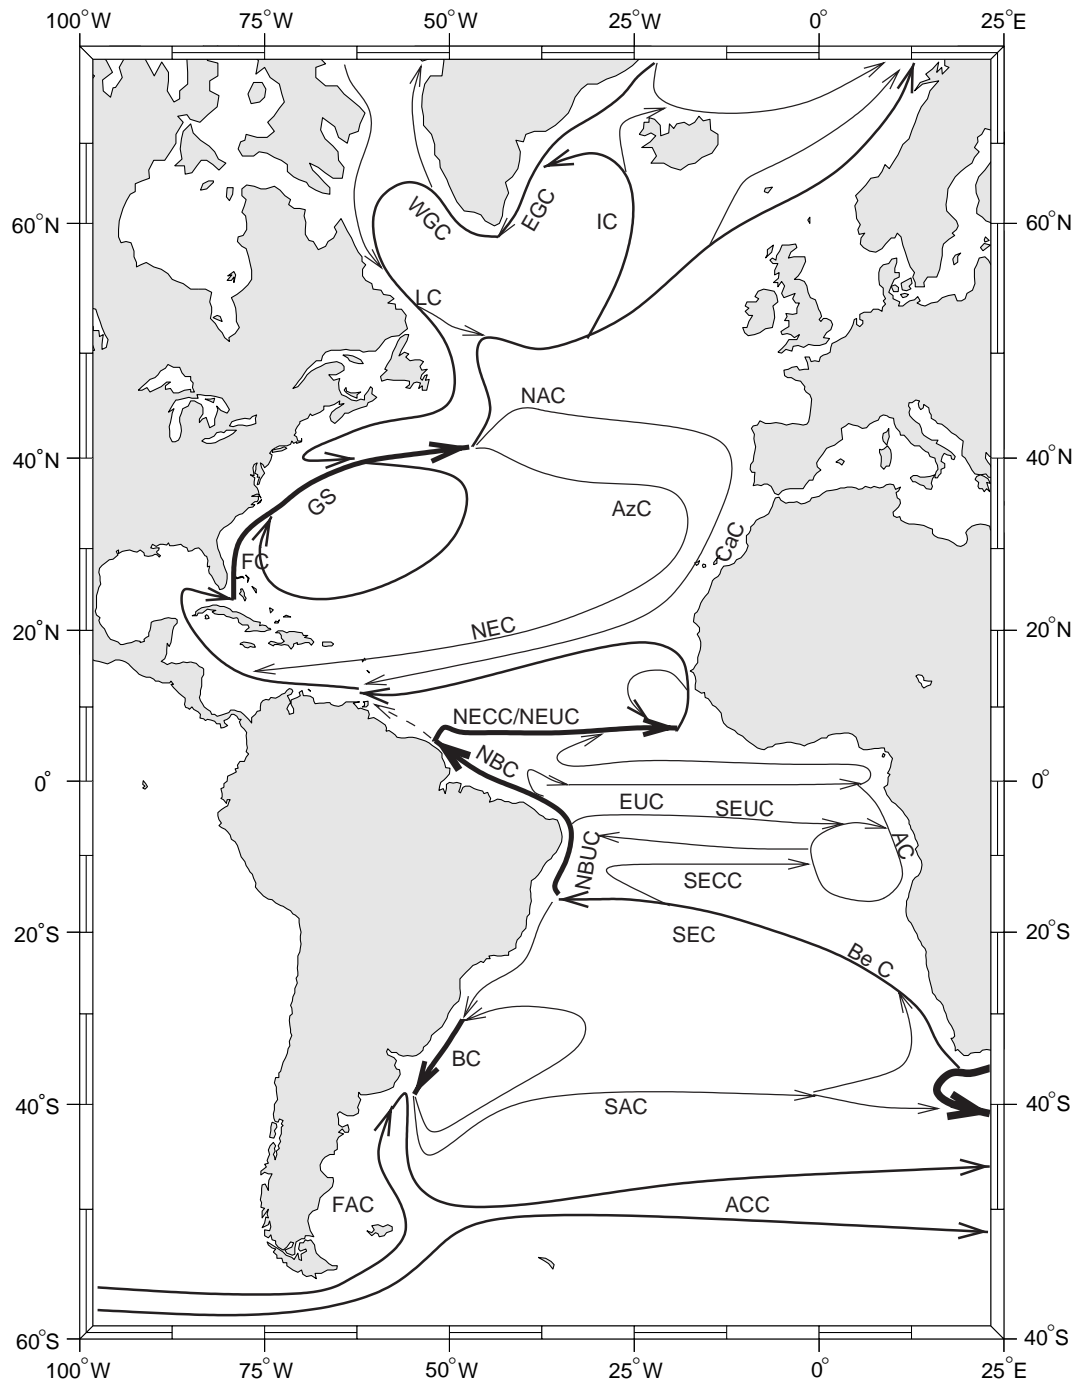 100°W 75°W 50°W 25°W 0° 25°E
WGC
EGC
IC
60°N 60°N
LC
NAC
40°N 40°N
GS
AzC
CaC
FC
20°N 20°N
NEC
NECC/NEUC
NBC
0° 0°
EUC
SEUC
AC
NBUC
SECC
20°S 20°S
SEC
Be C
BC
40°S 40°S
SAC
FAC
ACC
60°S 40°S
100°W 75°W 50°W 25°W 0° 25°E